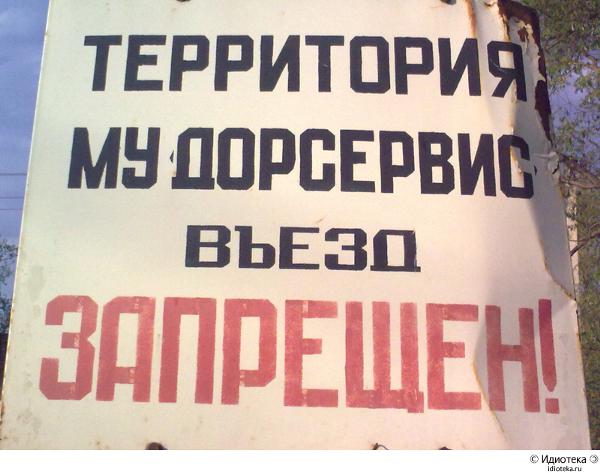 ТЕРРИТОРИЯ
МУ "ДОРСЕРВИС"
ВЪЕЗД
ЗАПРЕЩЕН!
© Идиотека
idioteka.ru